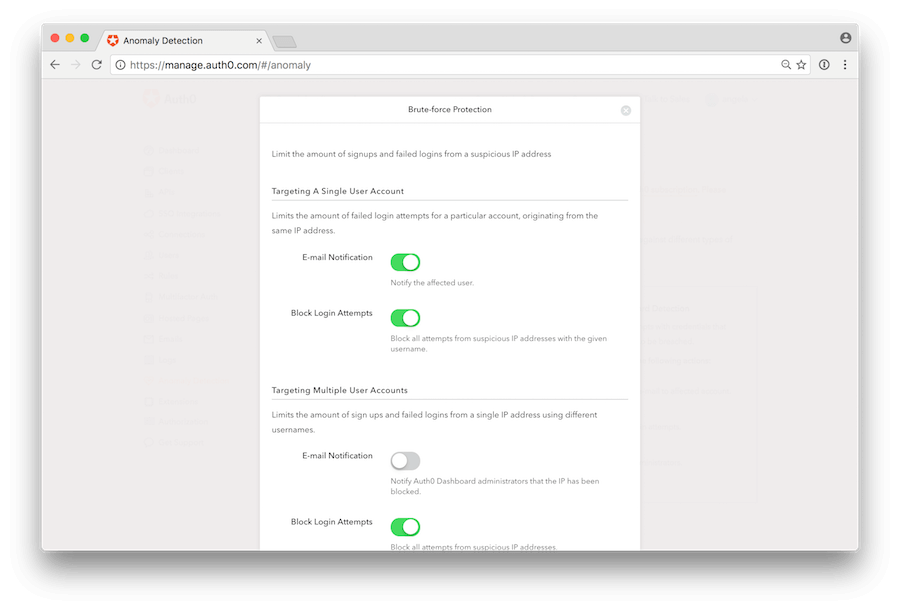 Anomaly Detection
https://manage.auth0.com/#/anomaly
Brute-force Protection
Limit the amount of signups and failed logins from a suspicious IP address
Targeting A Single User Account
Limits the amount of failed login attempts for a particular account, originating from the
same IP address.
E-mail Notification
Notify the affected user.
Block Login Attempts
Block all attempts from suspicious IP addresses with the given
username.
Targeting Multiple User Accounts
Limits the amount of sign ups and failed logins from a single IP address using different
usernames.
E-mail Notification
Notify Auth0 Dashboard administrators that the IP has been
blocked.
Block Login Attempts
Block all attempts from suspicious IP addresses.